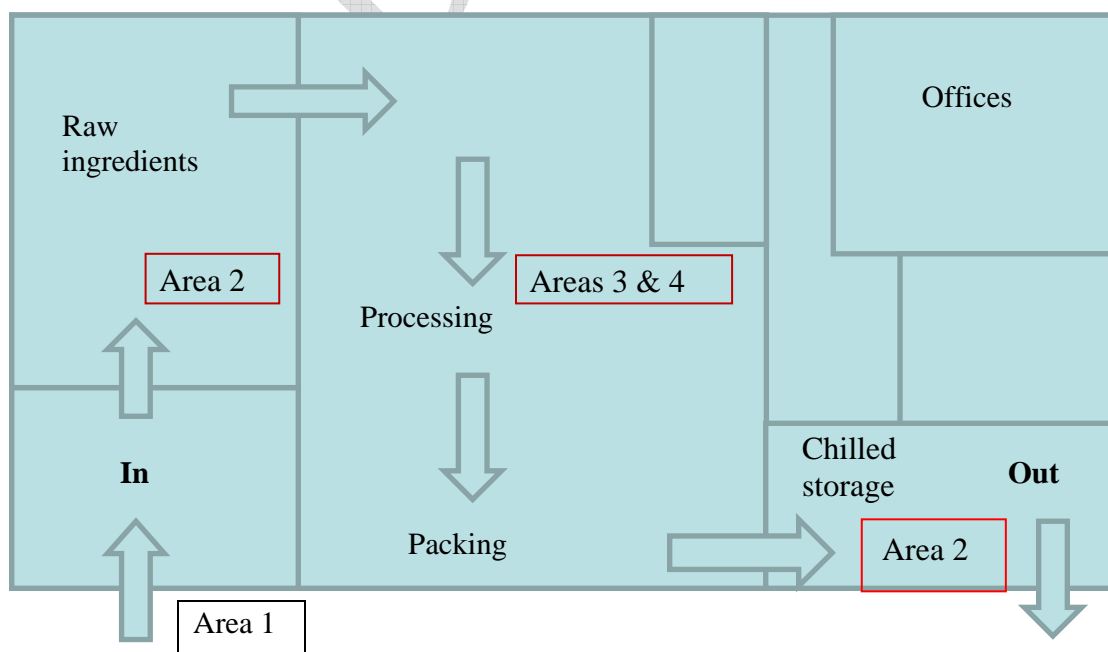 Offices
Raw
ingredients
Area 2
Areas 3 & 4
Processing
In
Chilled
storage
Out
Packing
Area 2
Area 1